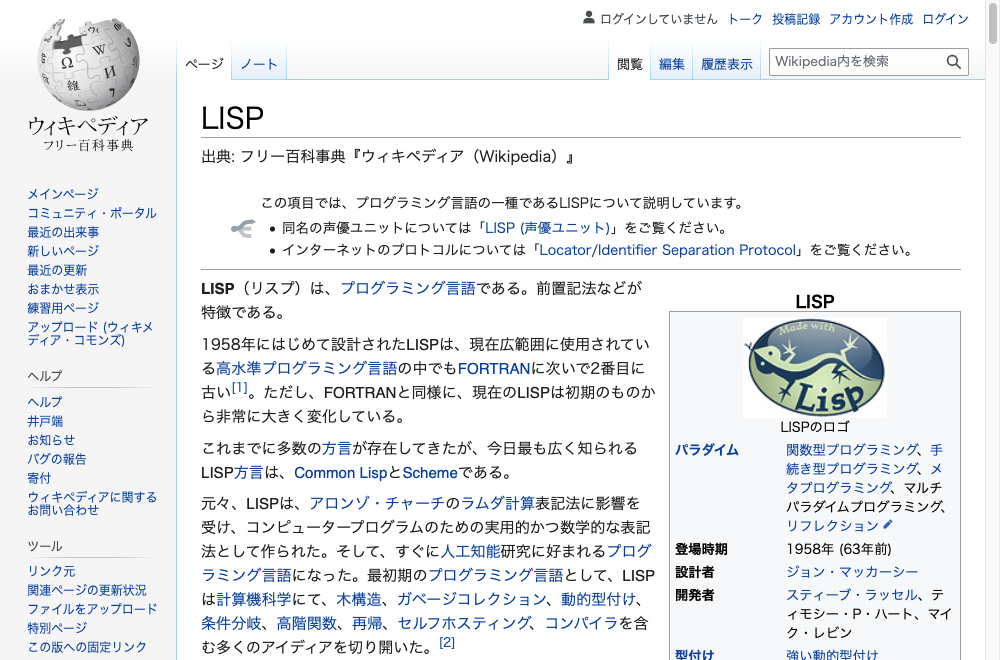 ログインしていません トーク 投稿記録 アカウント作成 ログイン
ページ ノート 閲覧 編集 履歴表示 Wikipedia内を検索
Ω
W
И
維
ウィキペディア
フリー百科事典
メインページ
コミュニティ・ポータル
最近の出来事
新しいページ
最近の更新
おまかせ表示
練習用ページ
アップロード (ウィキメ
ディア・コモンズ)
ヘルプ
ヘルプ
井戸端
お知らせ
バグの報告
寄付
ウィキペディアに関する
お問い合わせ
ツール
リンク元
関連ページの更新状況
ファイルをアップロード
特別ページ
この版への固定リンク
LISP
出典: フリー百科事典『ウィキペディア（Wikipedia）』
この項目では、プログラミング言語の一種であるLISPについて説明しています。
• 同名の声優ユニットについては「LISP (声優ユニット)」をご覧ください。
• インターネットのプロトコルについては「Locator/Identifier Separation Protocol」をご覧ください。
LISP（リスプ）は、プログラミング言語である。前置記法などが
特徴である。
1958年にはじめて設計されたLISPは、現在広範囲に使用されてい
る高水準プログラミング言語の中でもFORTRANに次いで2番目に
古い[1]。ただし、FORTRANと同様に、現在のLISPは初期のものか
ら非常に大きく変化している。
これまでに多数の方言が存在してきたが、今日最も広く知られる
LISP方言は、Common LispとSchemeである。
元々、LISPは、アロンゾ・チャーチのラムダ計算表記法に影響を
受け、コンピュータープログラムのための実用的かつ数学的な表記
法として作られた。そして、すぐに人工知能研究に好まれるプログ
ラミング言語になった。最初期のプログラミング言語として、LISP
は計算機科学にて、木構造、ガベージコレクション、動的型付け、
条件分岐、高階関数、再帰、セルフホスティング、コンパイラを含
む多くのアイディアを切り開いた。[2]
LISP
Made with
Lisp
LISPのロゴ
パラダイム 関数型プログラミング、手
続き型プログラミング、メ
タプログラミング、マルチ
パラダイムプログラミング、
リフレクション
登場時期 1958年 (63年前)
設計者 ジョン・マッカーシー
開発者 スティーブ・ラッセル、テ
ィモシー・P・ハート、マイ
ク・レビン
型付け 強い動的型付け